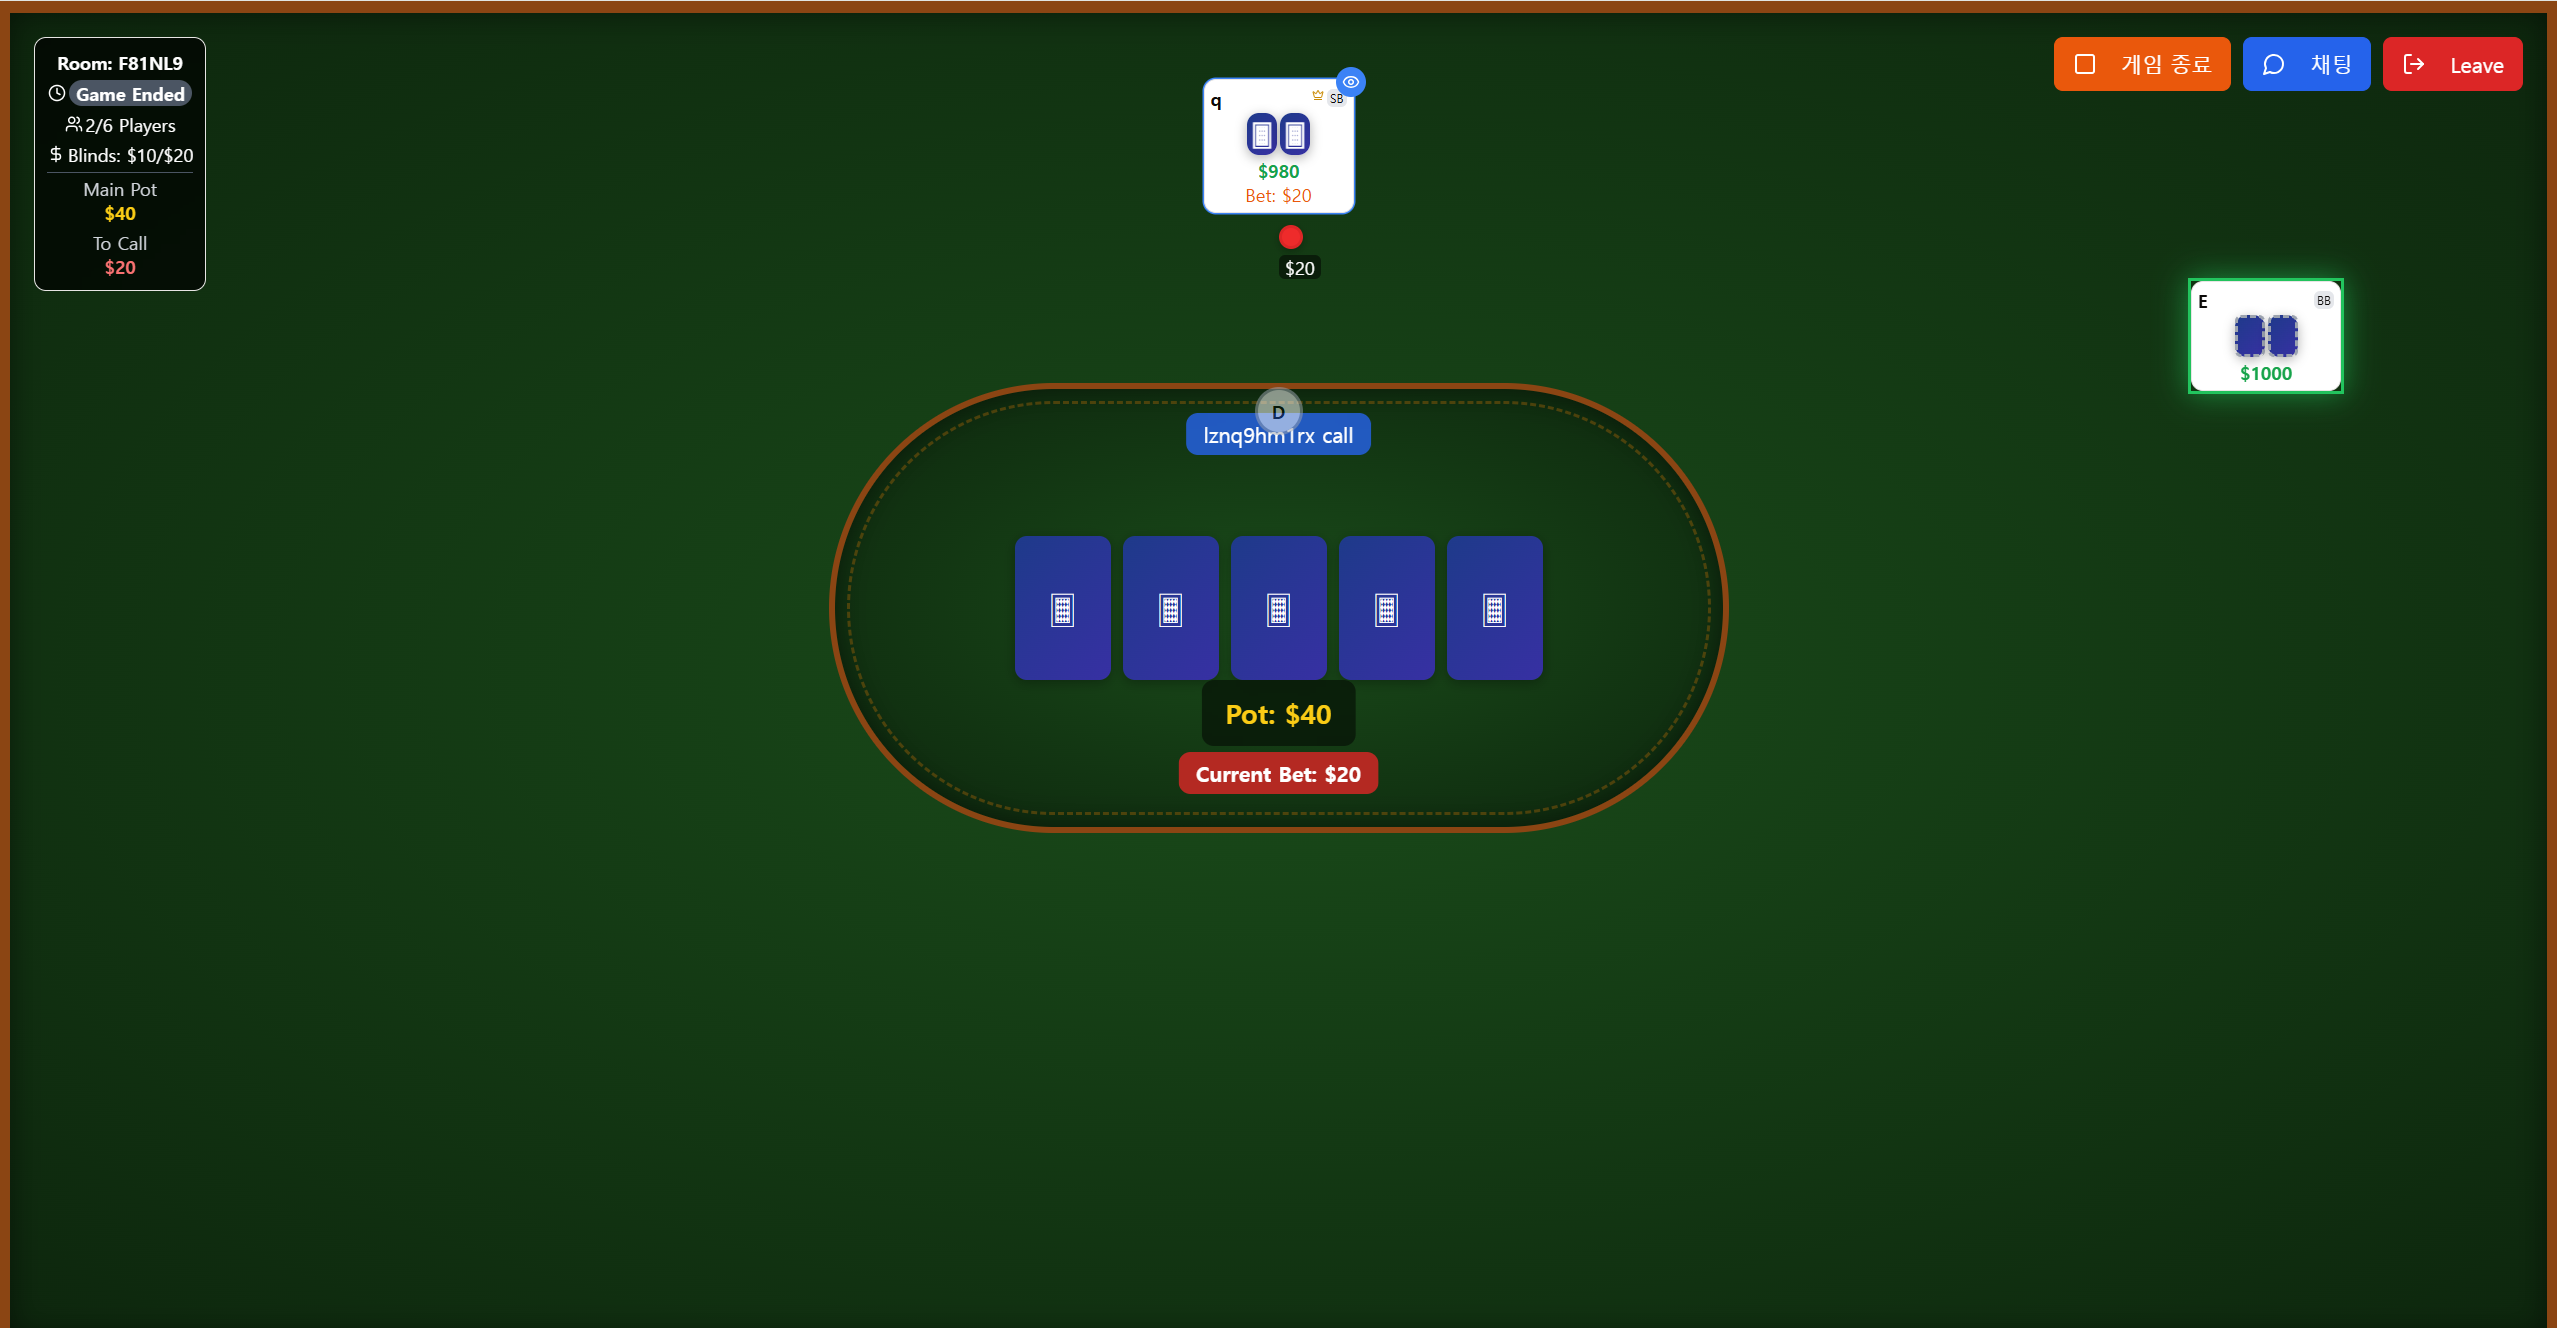 Room: F81NL9
Game Ended
2/6 Players
Blinds: $10/$20
Main Pot
$40
To Call
$20
q
SB
$980
Bet: $20
$20
게임 종료
채팅
Leave
E
BB
$1000
D
lznq9hm1rx call
Pot: $40
Current Bet: $20